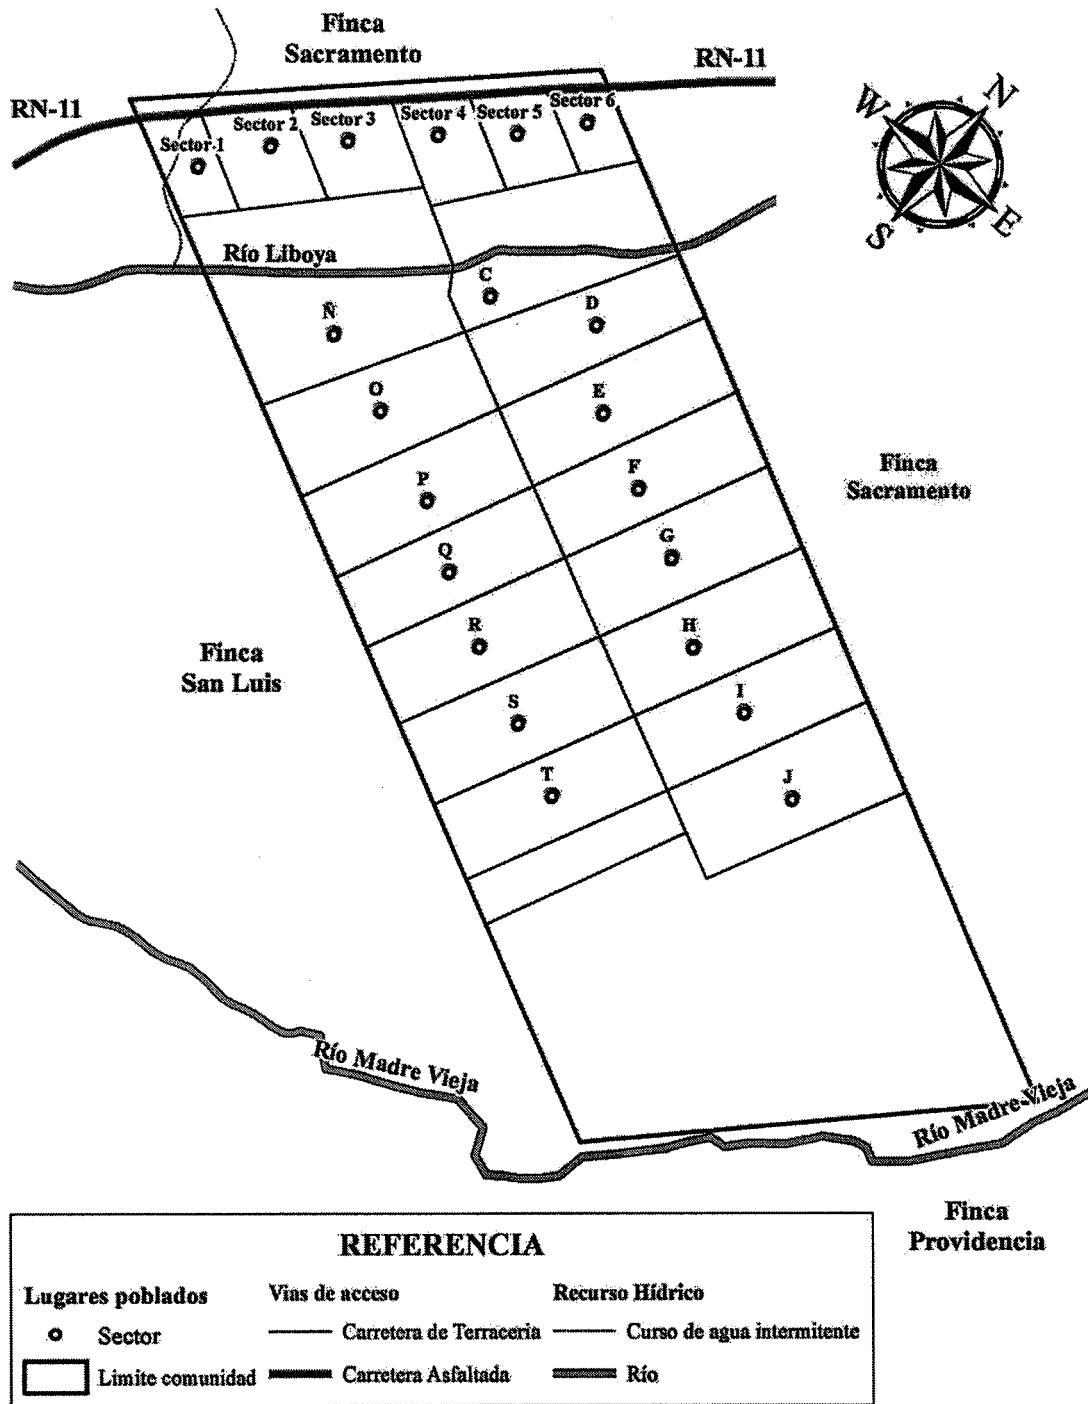 Finca
Sacramento
RN-11
RN-11
N
W
E
S
Sector 1
Sector 2
Sector 3
Sector 4
Sector 5
Sector 6
Río Liboya
C
Ñ
D
O
E
P
F
Q
G
R
H
S
I
T
J
Finca
Sacramento
Finca
San Luis
Río Madre Vieja
Río Madre-Vieja
Finca
Providencia
REFERENCIA
Lugares poblados
Sector
Limite comunidad
Vias de acceso
Carretera de Terracería
Carretera Asfaltada
Recurso Hídrico
Curso de agua intermitente
Río